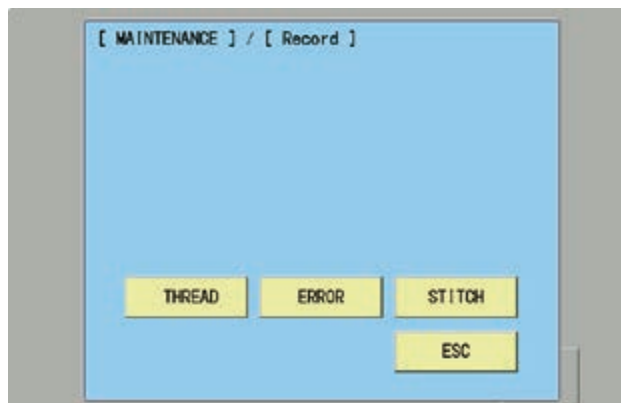 [ MAINTENANCE ] / [ Record ]
THREAD ERROR STITCH
ESC